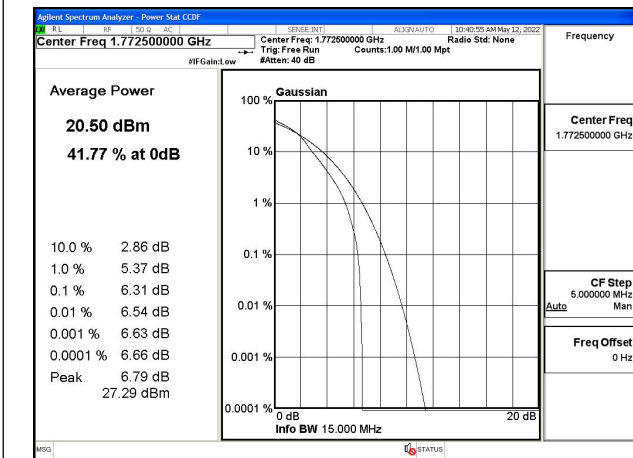 Agilent Spectrum Analyzer - Power Stat CCDF
RL RF 50 Ω AC SENSE:INT ALIGN AUTO 10:40:55 AM May 12, 2022
Center Freq 1.772500000 GHz
Center Freq: 1.772500000 GHz Radio Std: None
Trig: Free Run Counts:1.00 M/1.00 Mpt
#IFGain:Low #Atten: 40 dB
Frequency
Average Power
20.50 dBm
41.77 % at 0dB
10.0 % 2.86 dB
1.0 % 5.37 dB
0.1 % 6.31 dB
0.01 % 6.54 dB
0.001 % 6.63 dB
0.0001 % 6.66 dB
Peak 6.79 dB
27.29 dBm
Gaussian
100 %
10 %
1 %
0.1 %
0.01 %
0.001 %
0.0001 %
0 dB 20 dB
Info BW 15.000 MHz
Center Freq
1.772500000 GHz
CF Step
5.000000 MHz
Auto Man
Freq Offset
0 Hz
MSG STATUS